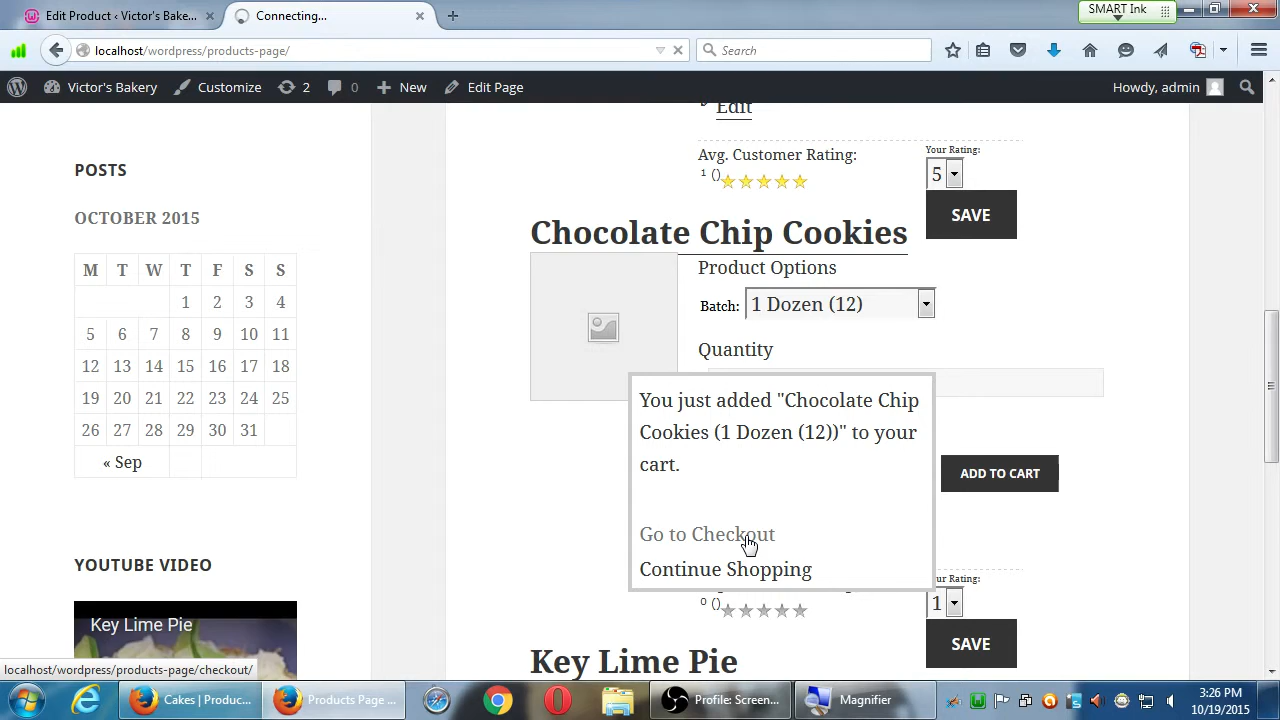 Edit Product ‹ Victor's Bake...
Connecting...
SMART Ink
localhost/wordpress/products-page/
Search
Victor's Bakery
Customize
2
0
New
Edit Page
Howdy, admin
Edit
POSTS
OCTOBER 2015
M T W T F S S
1 2 3 4
5 6 7 8 9 10 11
12 13 14 15 16 17 18
19 20 21 22 23 24 25
26 27 28 29 30 31
« Sep
YOUTUBE VIDEO
Key Lime Pie
Avg. Customer Rating:
1 ()
Your Rating:
5
SAVE
Chocolate Chip Cookies
Product Options
Batch: 1 Dozen (12)
Quantity
You just added "Chocolate Chip
Cookies (1 Dozen (12))" to your
cart.
Go to Checkout
Continue Shopping
ADD TO CART
0 ()
ur Rating:
1
SAVE
Key Lime Pie
localhost/wordpress/products-page/checkout/
Cakes | Produc...
Products Page ...
Profile: Screen...
Magnifier
3:26 PM
10/19/2015